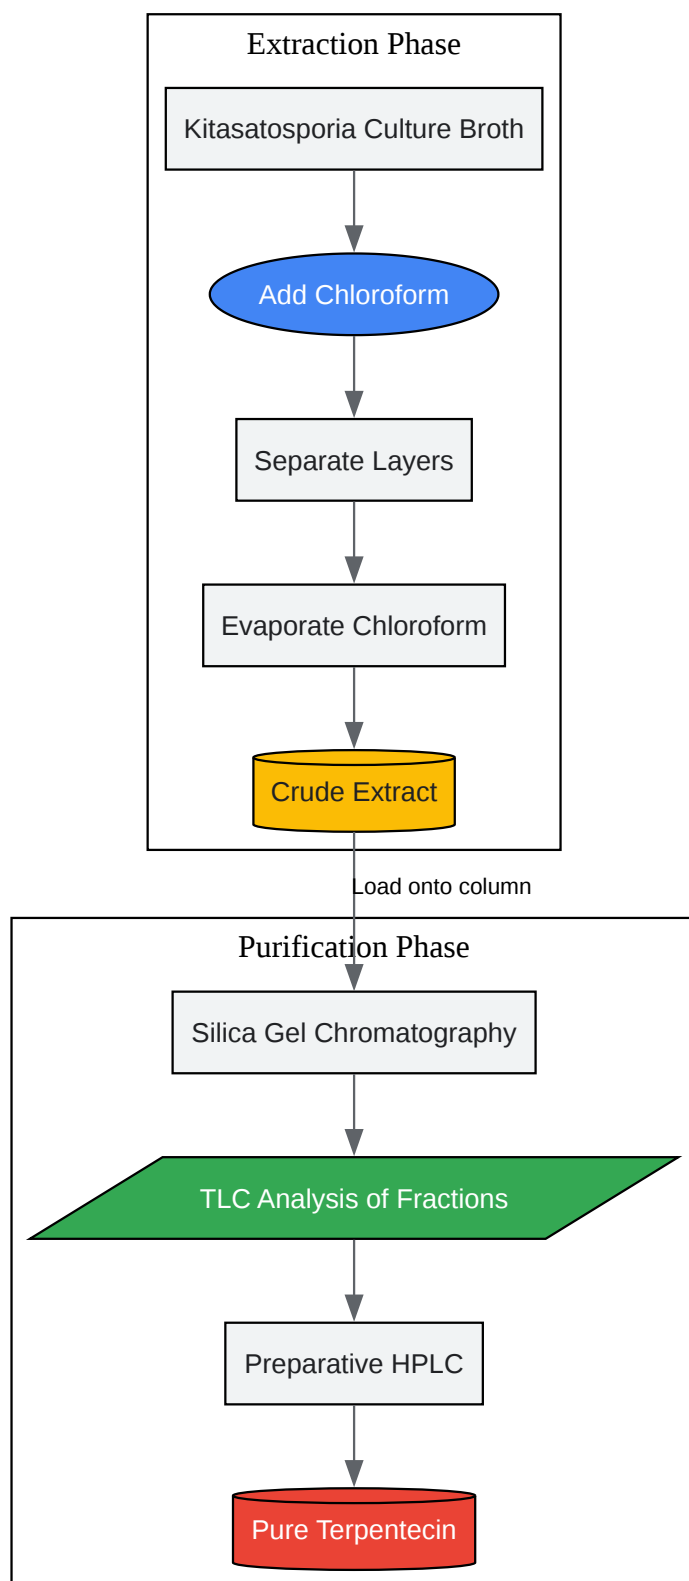 Extraction Phase
Kitasatosporia Culture Broth
Add Chloroform
Separate Layers
Evaporate Chloroform
Crude Extract
Load onto column
Purification Phase
Silica Gel Chromatography
TLC Analysis of Fractions
Preparative HPLC
Pure Terpentecin